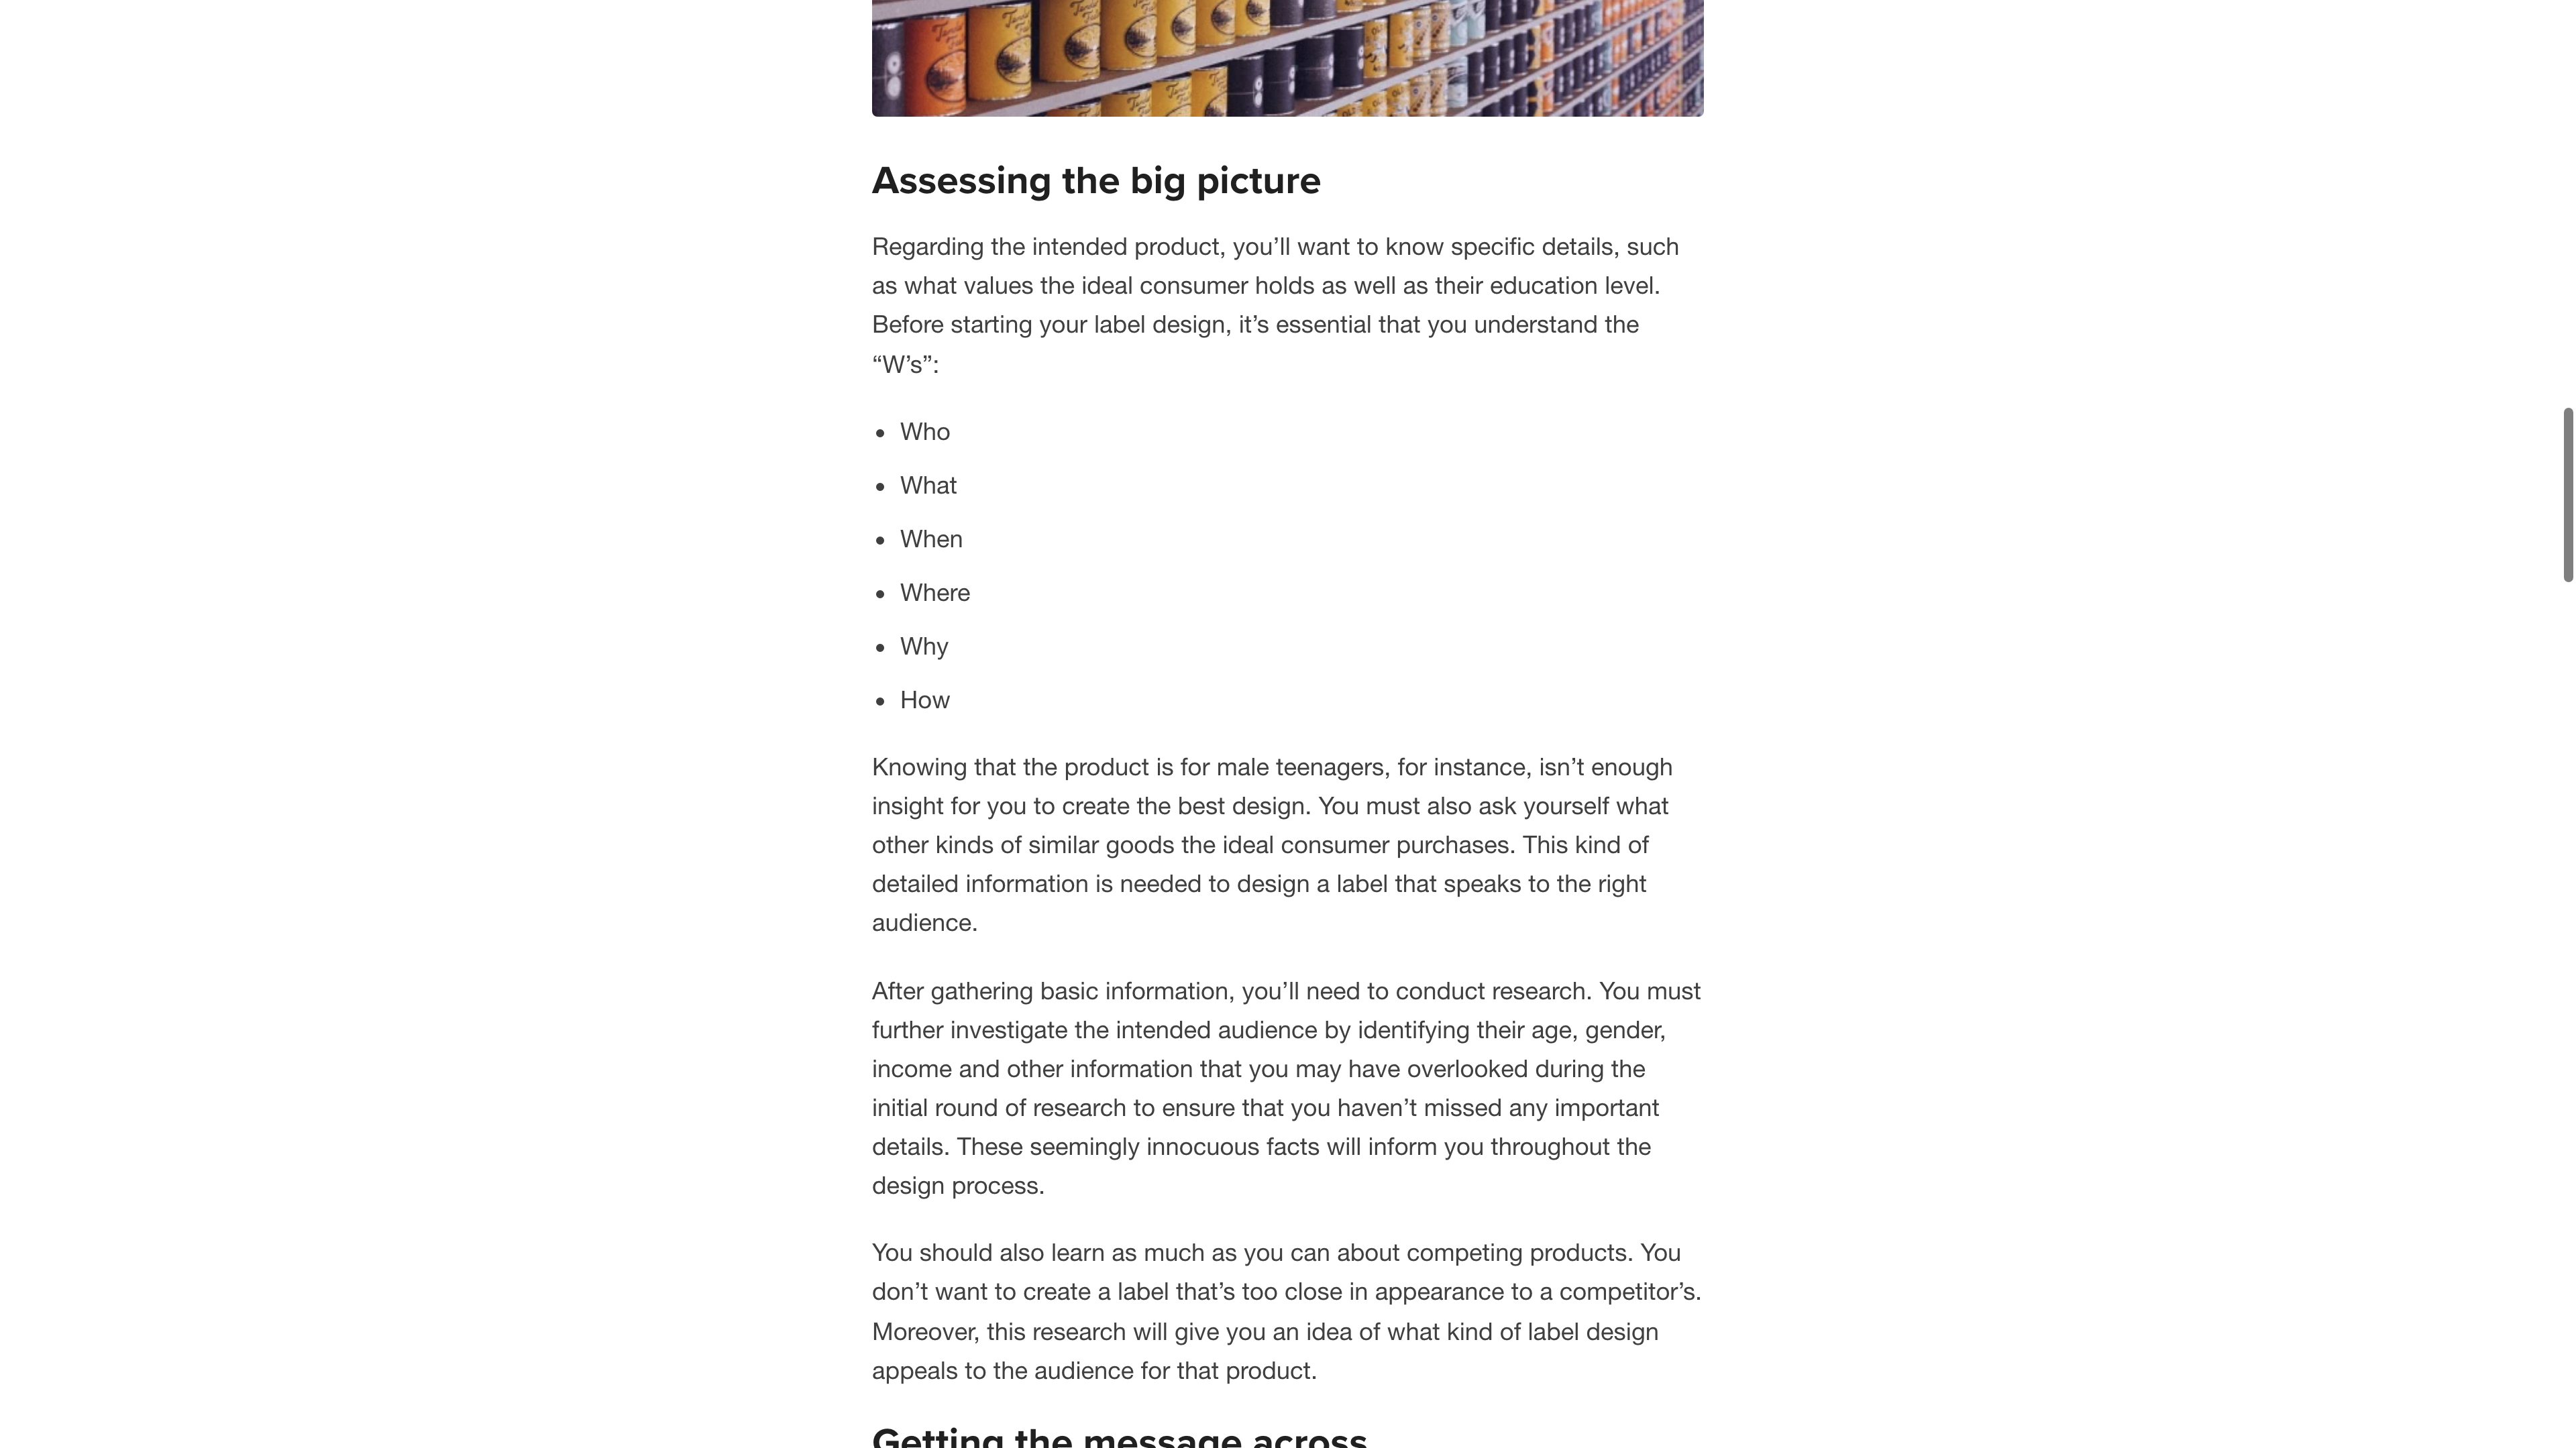 Assessing the big picture
Regarding the intended product, you’ll want to know specific details, such
as what values the ideal consumer holds as well as their education level.
Before starting your label design, it’s essential that you understand the
“W’s”:
• Who
• What
• When
• Where
• Why
• How
Knowing that the product is for male teenagers, for instance, isn’t enough
insight for you to create the best design. You must also ask yourself what
other kinds of similar goods the ideal consumer purchases. This kind of
detailed information is needed to design a label that speaks to the right
audience.
After gathering basic information, you’ll need to conduct research. You must
further investigate the intended audience by identifying their age, gender,
income and other information that you may have overlooked during the
initial round of research to ensure that you haven’t missed any important
details. These seemingly innocuous facts will inform you throughout the
design process.
You should also learn as much as you can about competing products. You
don’t want to create a label that’s too close in appearance to a competitor’s.
Moreover, this research will give you an idea of what kind of label design
appeals to the audience for that product.
Getting the message across